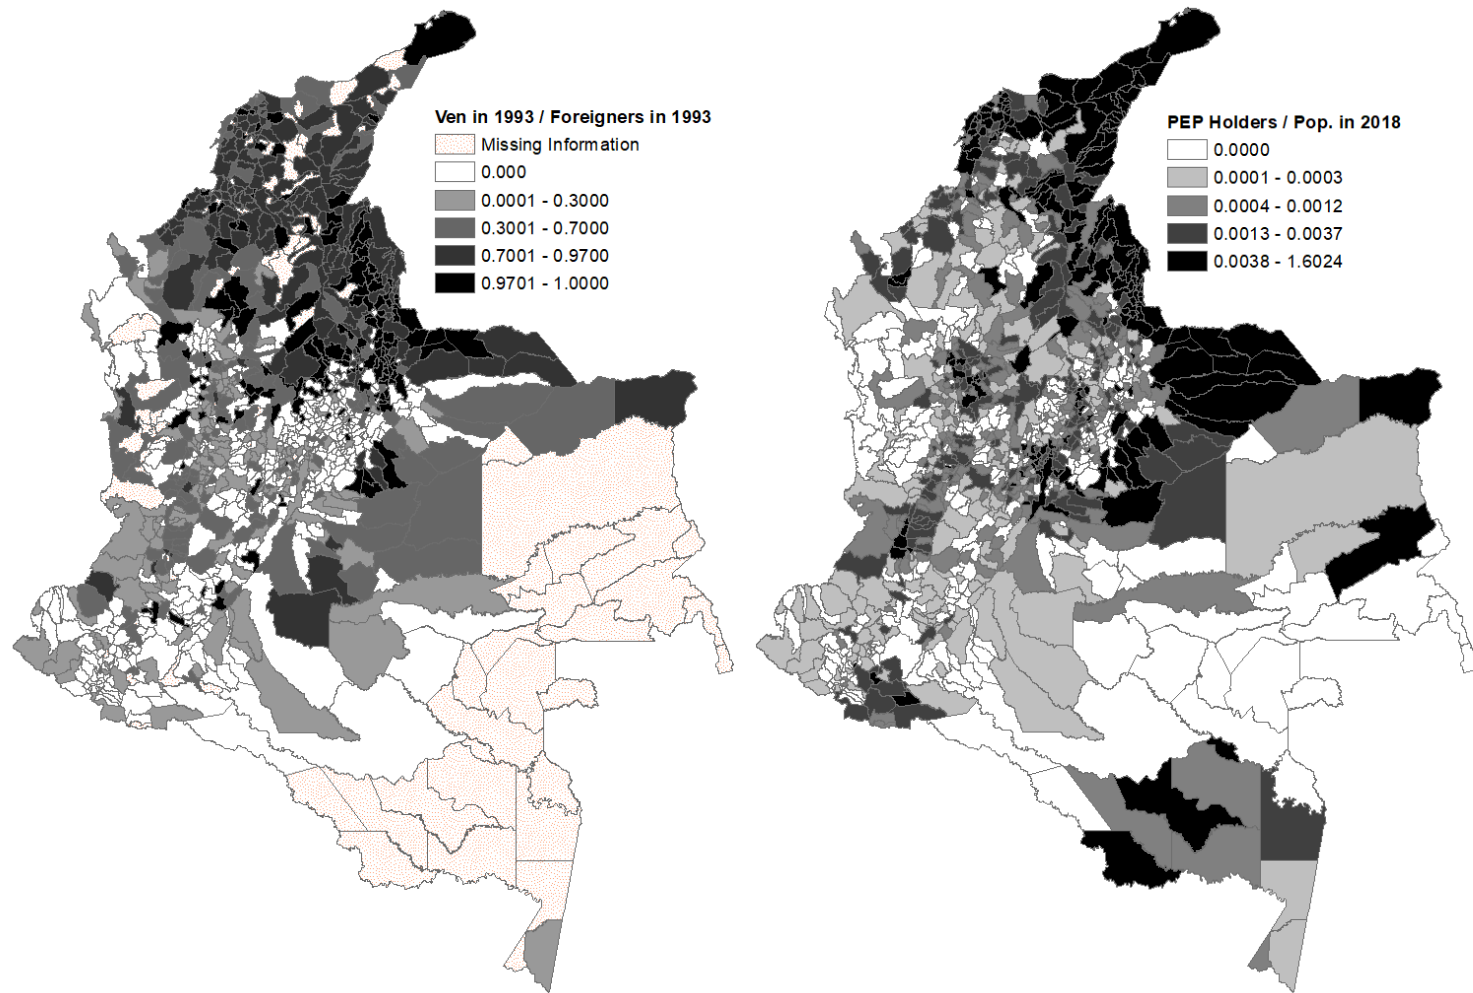 Ven in 1993 / Foreigners in 1993
Missing Information
0.000
0.0001 - 0.3000
0.3001 - 0.7000
0.7001 - 0.9700
0.9701 - 1.0000
PEP Holders / Pop. in 2018
0.0000
0.0001 - 0.0003
0.0004 - 0.0012
0.0013 - 0.0037
0.0038 - 1.6024